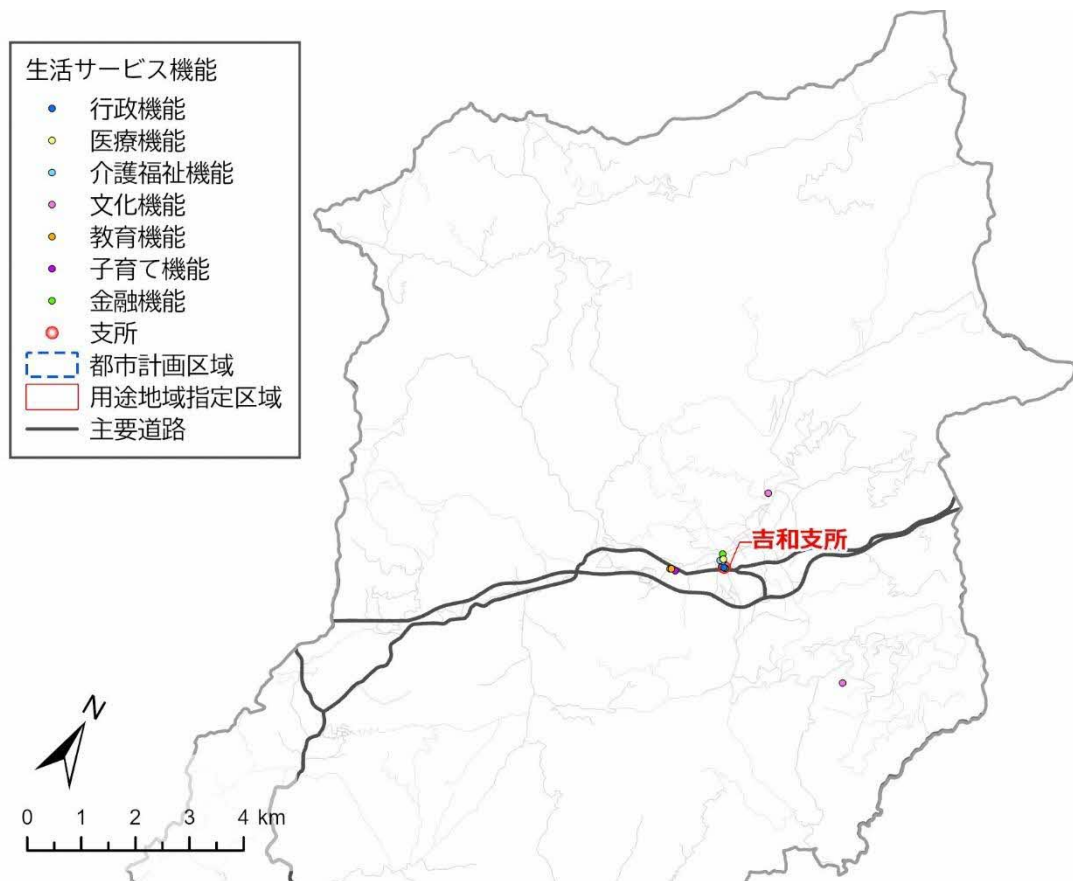 生活サービス機能
行政機能
医療機能
介護福祉機能
文化機能
教育機能
子育て機能
金融機能
支所
都市計画区域
用途地域指定区域
主要道路
吉和支所
N
0 1 2 3 4 km